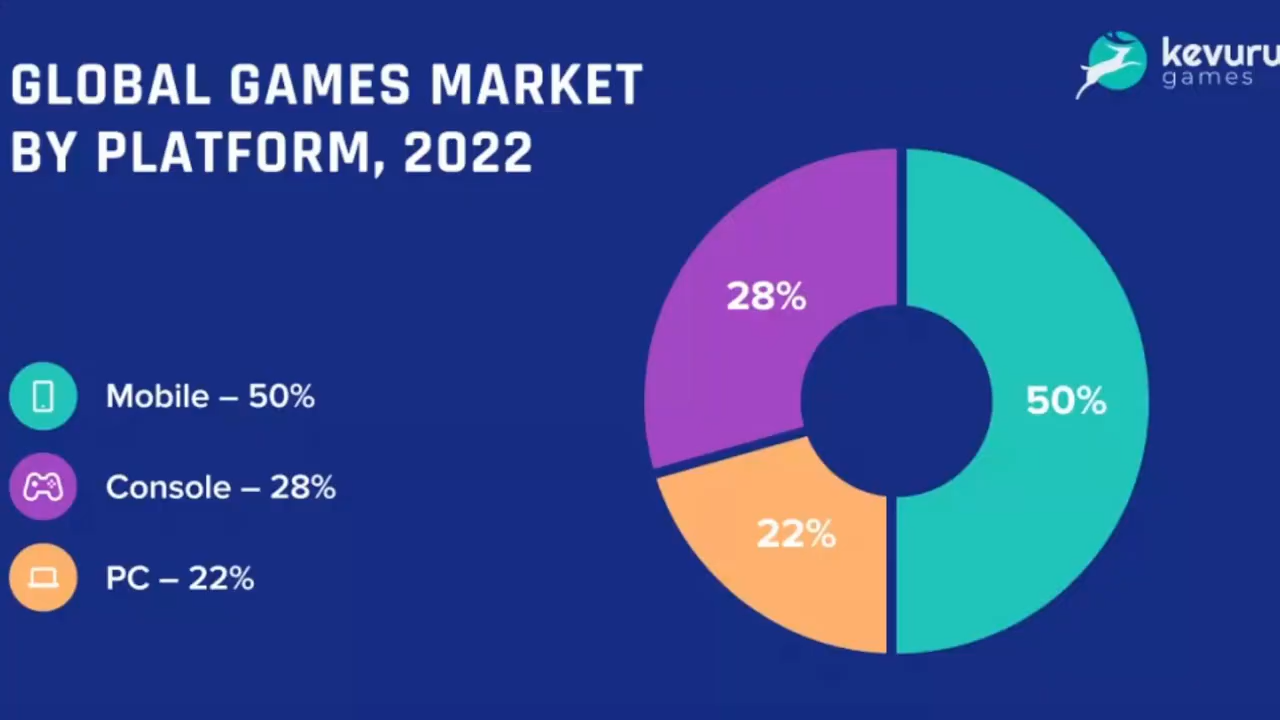 GLOBAL GAMES MARKET
BY PLATFORM, 2022
kevuru
games
28%
50%
22%
Mobile – 50%
Console – 28%
PC – 22%